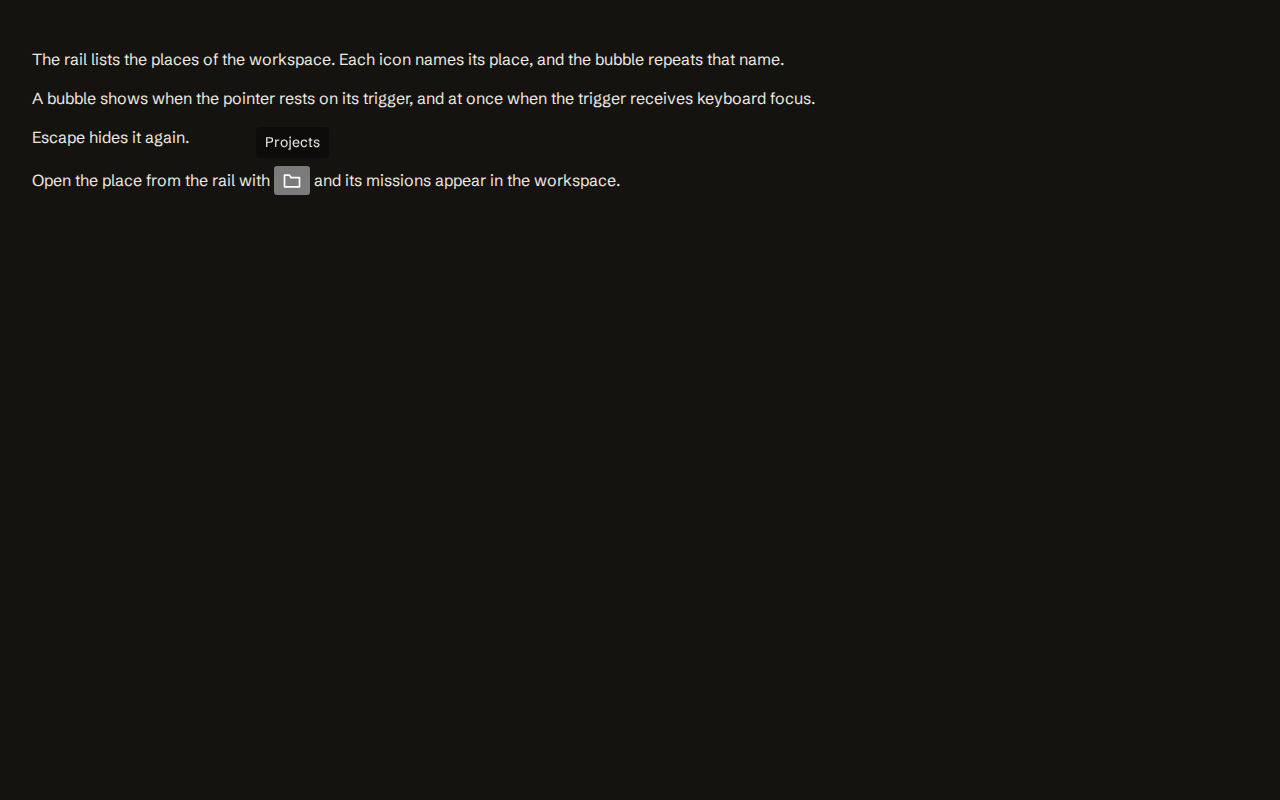 The rail lists the places of the workspace. Each icon names its place, and the bubble repeats that name.
A bubble shows when the pointer rests on its trigger, and at once when the trigger receives keyboard focus.
Escape hides it again.
Projects
Open the place from the rail with and its missions appear in the workspace.